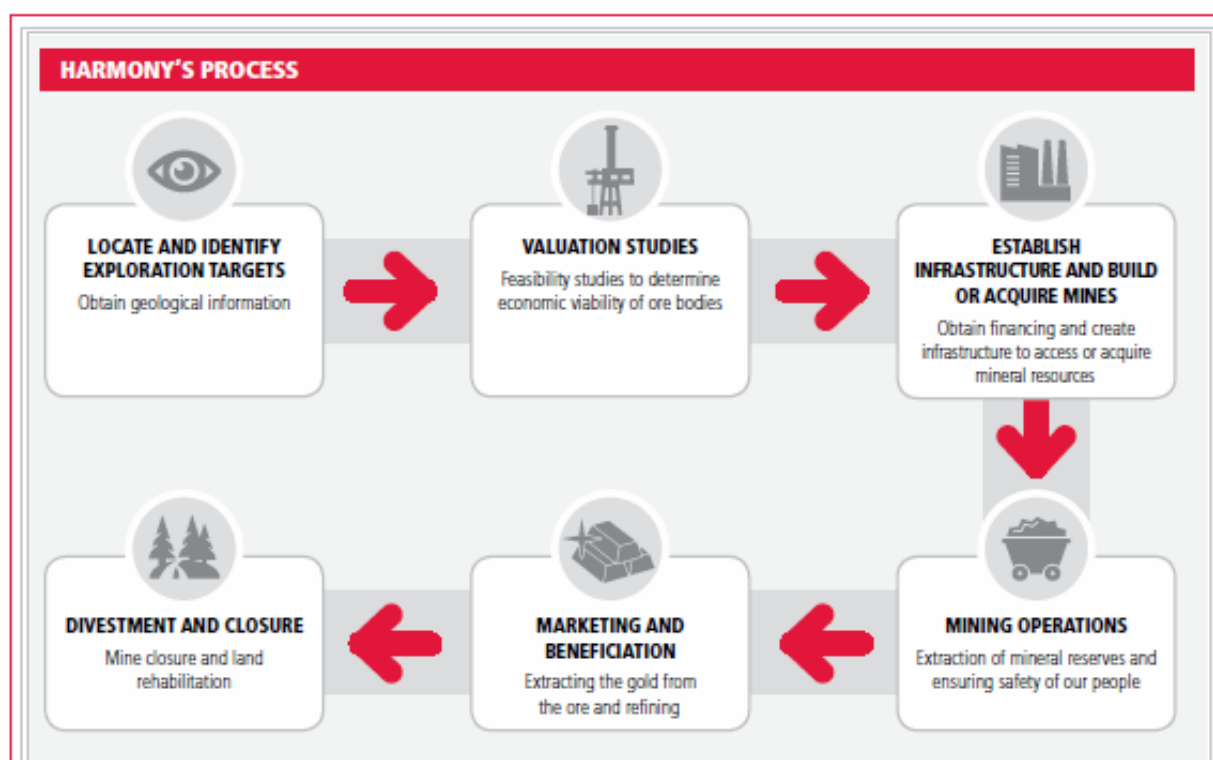 HARMONY'S PROCESS
LOCATE AND IDENTIFY
EXPLORATION TARGETS
Obtain geological information
VALUATION STUDIES
Feasibility studies to determine
economic viability of ore bodies
ESTABLISH
INFRASTRUCTURE AND BUILD
OR ACQUIRE MINES
Obtain financing and create
infrastructure to access or acquire
mineral resources
MINING OPERATIONS
Extraction of mineral reserves and
ensuring safety of our people
MARKETING AND
BENEFICIATION
Extracting the gold from
the ore and refining
DIVESTMENT AND CLOSURE
Mine closure and land
rehabilitation